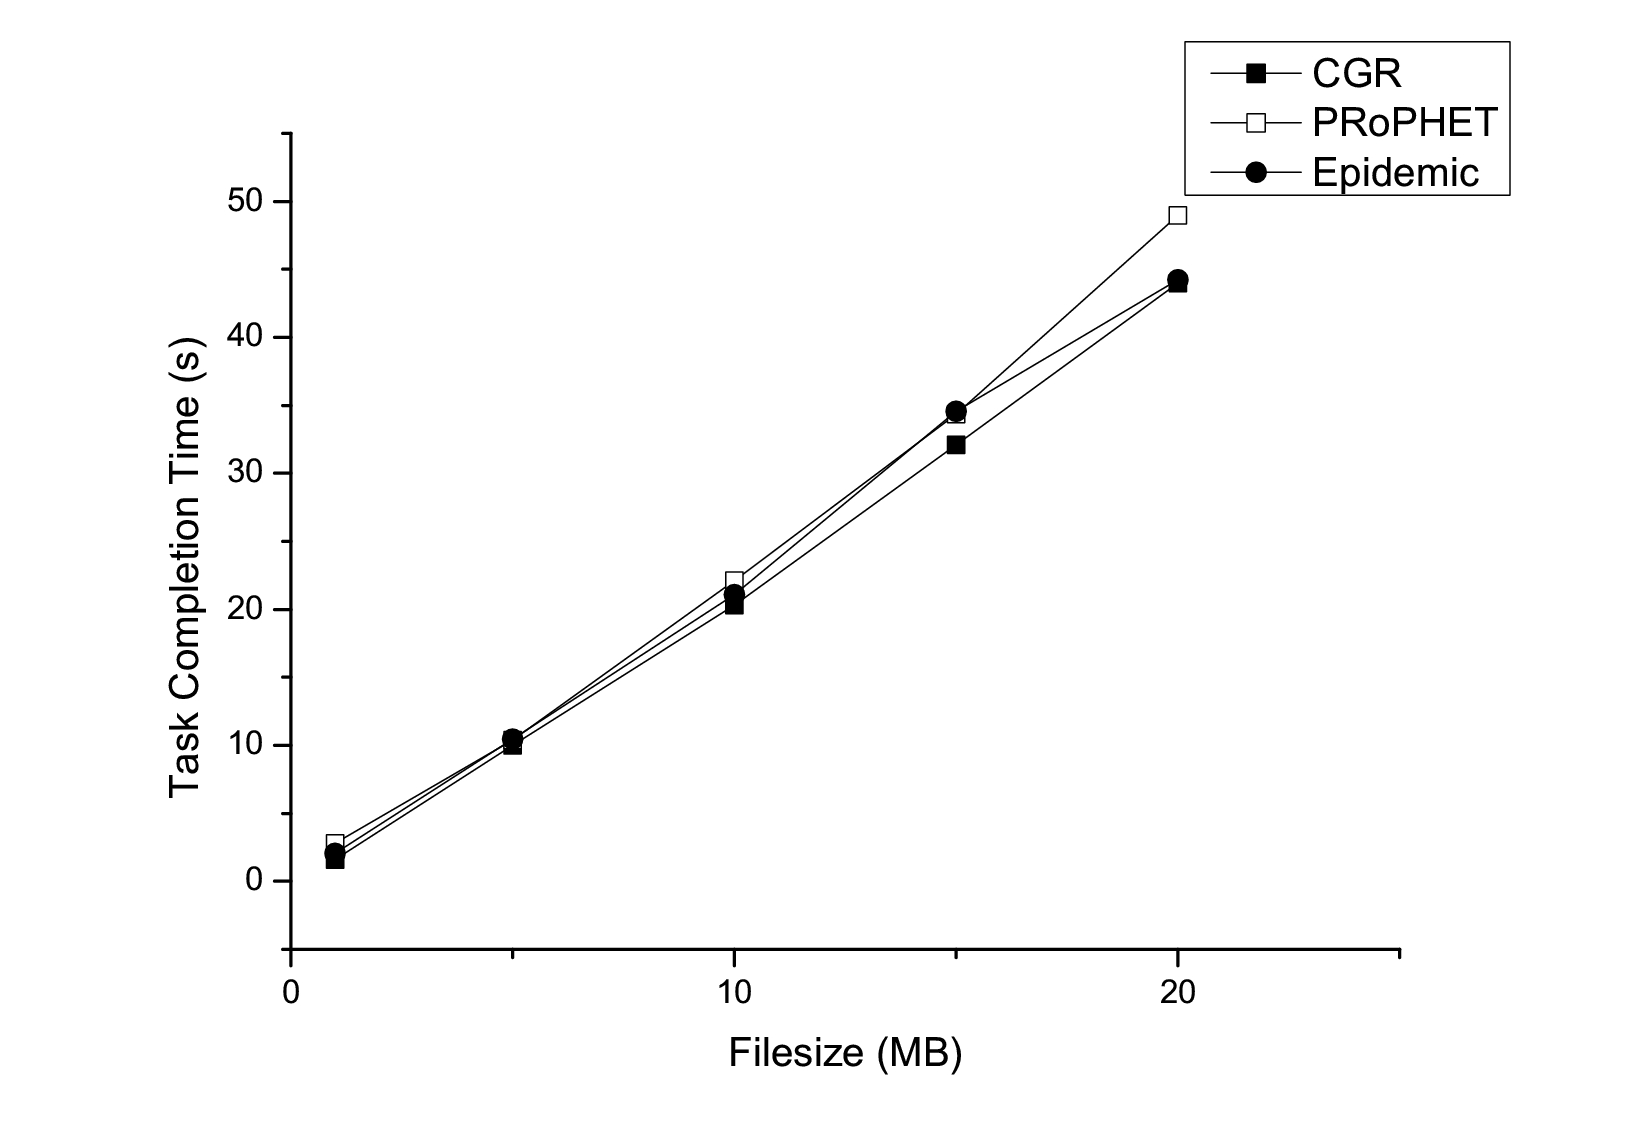 CGR
PRoPHET
Epidemic
50
40
30
20
10
0
Task Completion Time (s)
0 10 20
Filesize (MB)